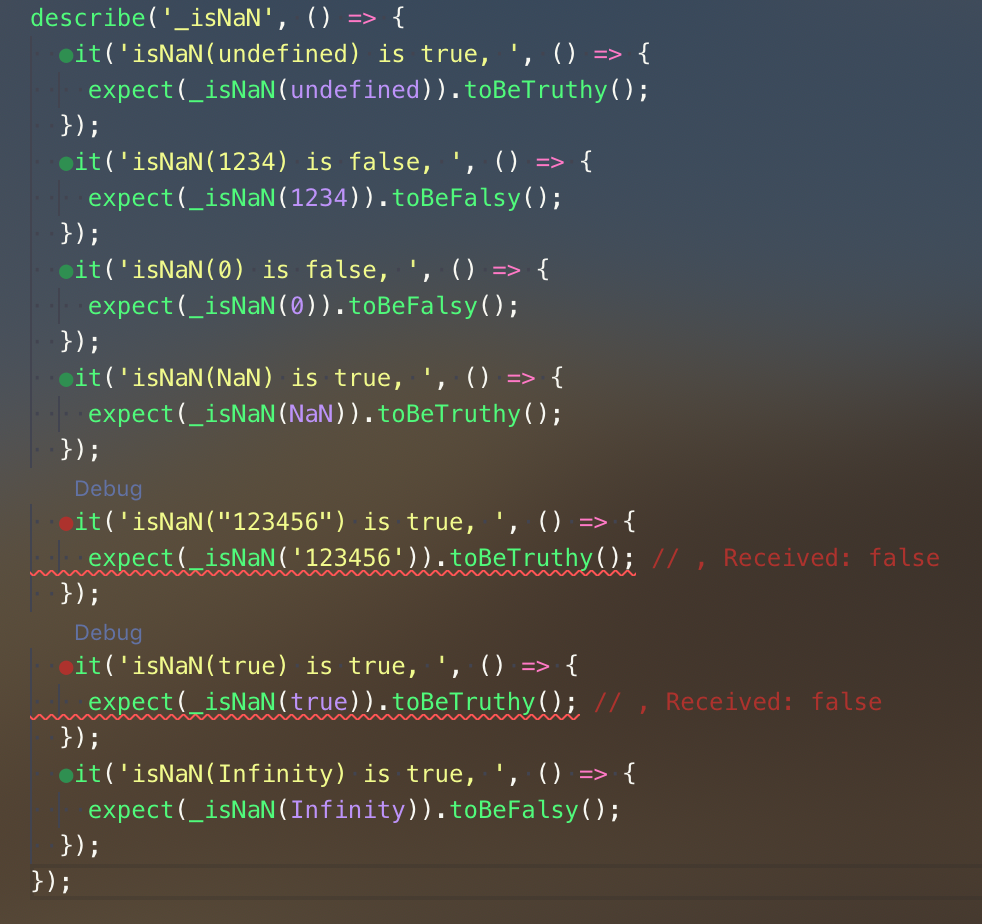 describe('_isNaN', () => {
it('isNaN(undefined) is true, ', () => {
expect(_isNaN(undefined)).toBeTruthy();
});
it('isNaN(1234) is false, ', () => {
expect(_isNaN(1234)).toBeFalsy();
});
it('isNaN(0) is false, ', () => {
expect(_isNaN(0)).toBeFalsy();
});
it('isNaN(NaN) is true, ', () => {
expect(_isNaN(NaN)).toBeTruthy();
});
Debug
it('isNaN("123456") is true, ', () => {
expect(_isNaN('123456')).toBeTruthy(); // , Received: false
});
Debug
it('isNaN(true) is true, ', () => {
expect(_isNaN(true)).toBeTruthy(); // , Received: false
});
it('isNaN(Infinity) is true, ', () => {
expect(_isNaN(Infinity)).toBeFalsy();
});
});